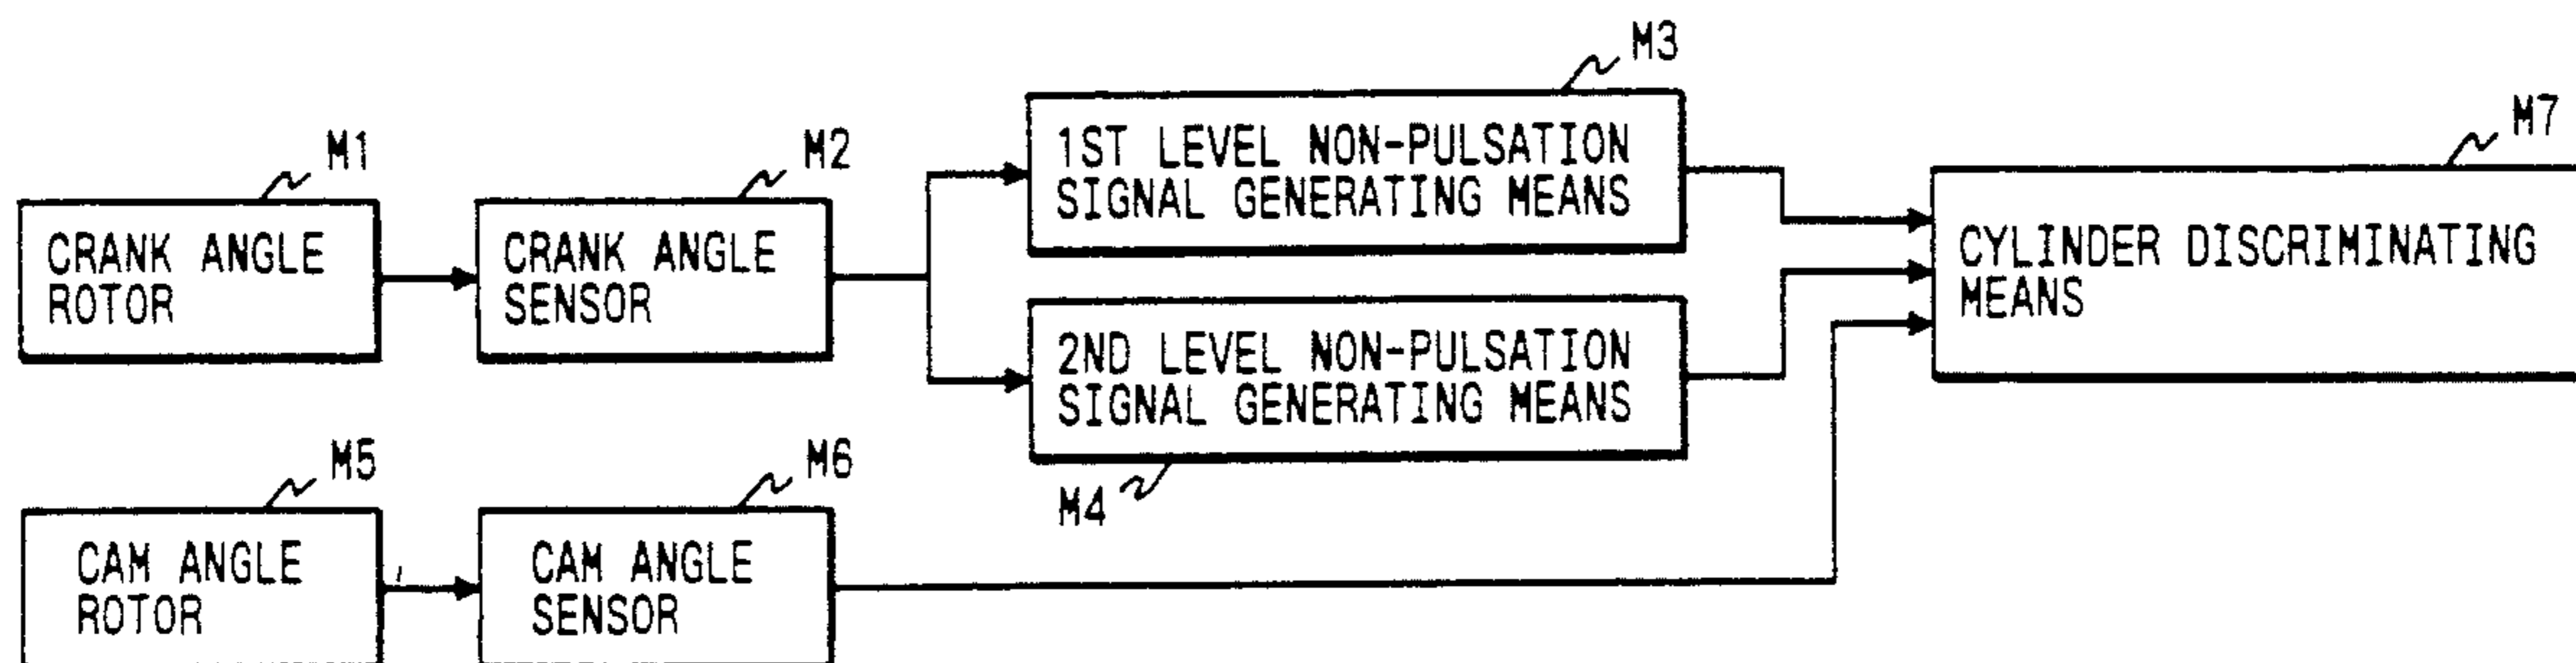 M3
M7
M1
M2
1ST LEVEL NON-PULSATION
SIGNAL GENERATING MEANS
CRANK ANGLE
ROTOR
CRANK ANGLE
SENSOR
CYLINDER DISCRIMINATING
MEANS
2ND LEVEL NON-PULSATION
SIGNAL GENERATING MEANS
M4
M5
M6
CAM ANGLE
ROTOR
CAM ANGLE
SENSOR